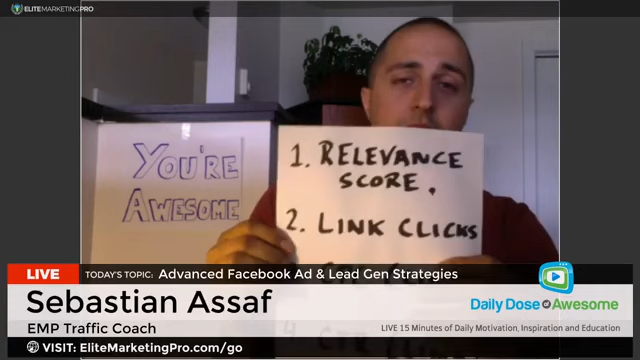 ELITEMARKETINGPRO
YOU'RE
AWESOME
1. RELEVANCE
SCORE.
2. LINK CLICKS
LIVE
TODAY'S TOPIC: Advanced Facebook Ad & Lead Gen Strategies
Sebastian Assaf
EMP Traffic Coach
Daily Dose of Awesome
LIVE 15 Minutes of Daily Motivation, Inspiration and Education
VISIT: EliteMarketingPro.com/go